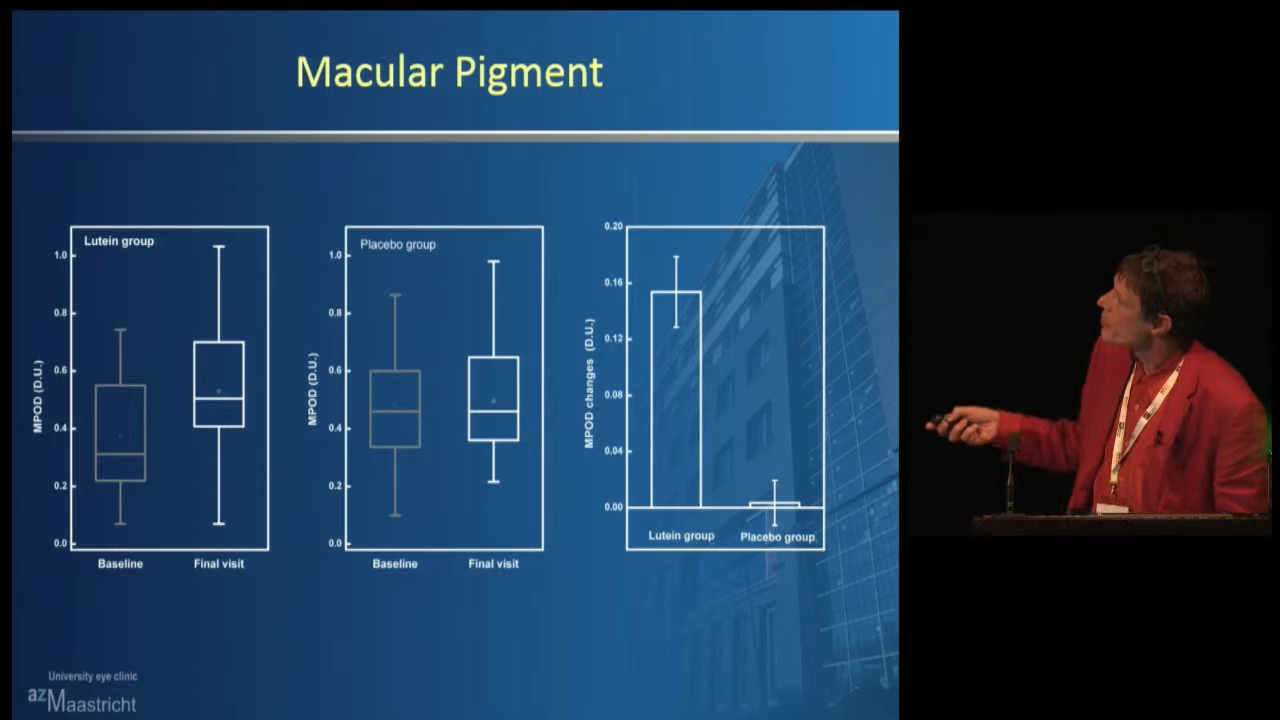 Macular Pigment
Lutein group
1.0
0.8
0.6
0.4
0.2
0.0
MPOD (D.U.)
Baseline Final visit
Placebo group
1.0
0.8
0.6
0.4
0.2
0.0
MPOD (D.U.)
Baseline Final visit
0.20
0.16
0.12
0.08
0.04
0.00
MPOD changes (D.U.)
Lutein group Placebo group
University eye clinic
azMaastricht